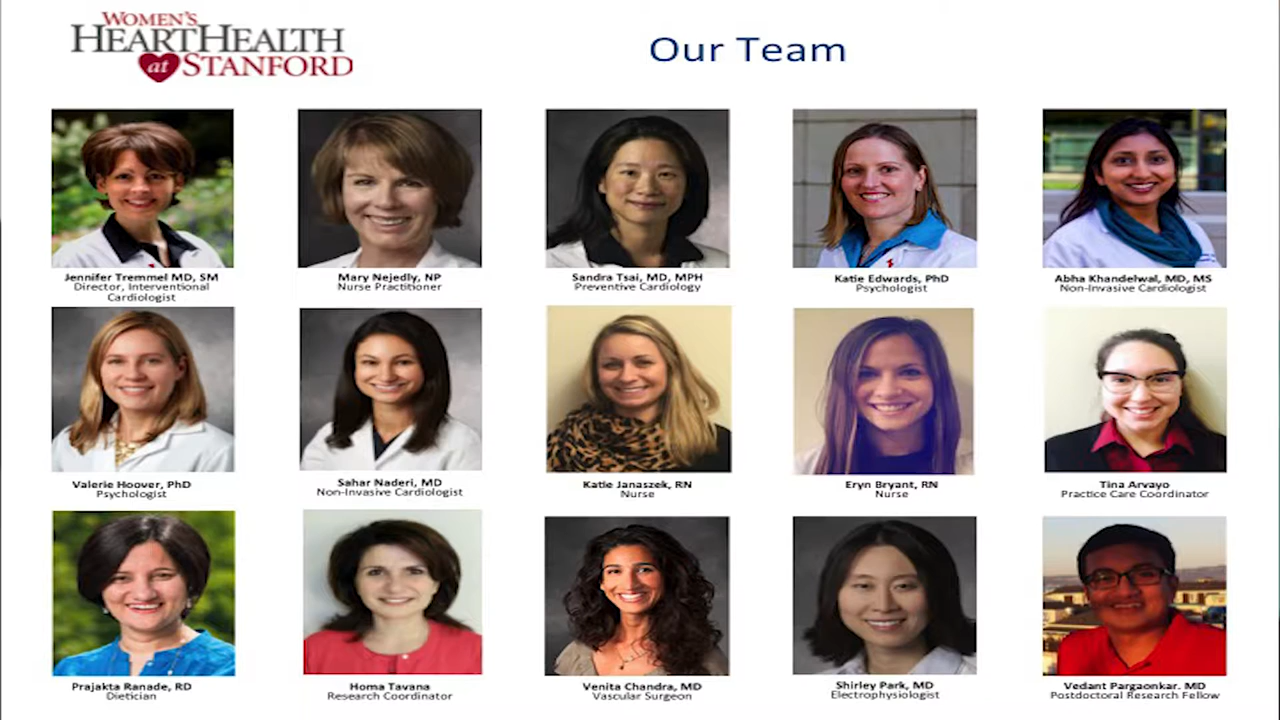 WOMEN'S
HEARTHEALTH
at STANFORD
Our Team
Jennifer Tremmel MD, SM
Director, Interventional
Cardiologist
Mary Nejedly, NP
Nurse Practitioner
Sandra Tsai, MD, MPH
Preventive Cardiology
Katie Edwards, PhD
Psychologist
Abha Khandelwal, MD, MS
Non-Invasive Cardiologist
Valerie Hoover, PhD
Psychologist
Sahar Naderi, MD
Non-Invasive Cardiologist
Katie Janaszek, RN
Nurse
Eryn Bryant, RN
Nurse
Tina Arvayo
Practice Care Coordinator
Prajakta Ranade, RD
Dietician
Homa Tavana
Research Coordinator
Venita Chandra, MD
Vascular Surgeon
Shirley Park, MD
Electrophysiologist
Vedant Pargaonkar. MD
Postdoctoral Research Fellow